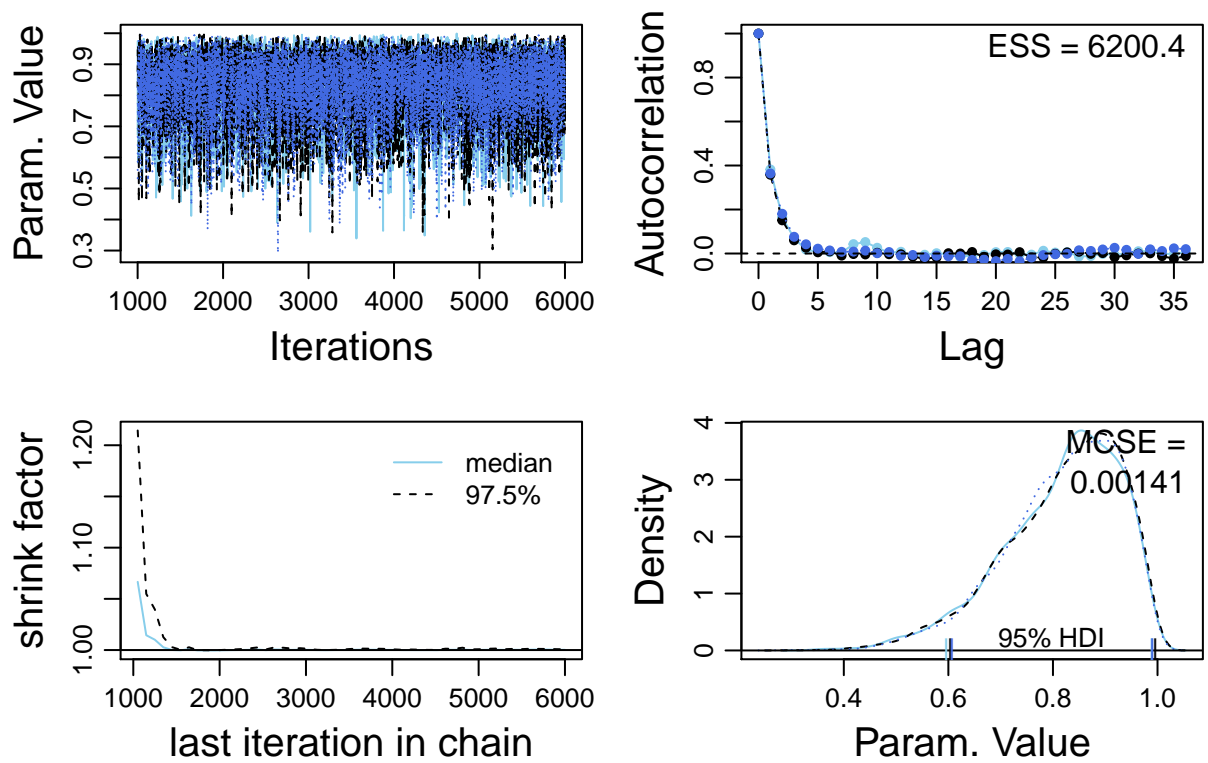 Param. Value
0.3 0.5 0.7 0.9
1000 2000 3000 4000 5000 6000
Iterations
Autocorrelation
0.0 0.4 0.8
ESS = 6200.4
0 5 10 15 20 25 30 35
Lag
shrink factor
1.00 1.10 1.20
median
97.5%
1000 2000 3000 4000 5000 6000
last iteration in chain
Density
0 1 2 3 4
MCSE =
0.00141
95% HDI
0.4 0.6 0.8 1.0
Param. Value